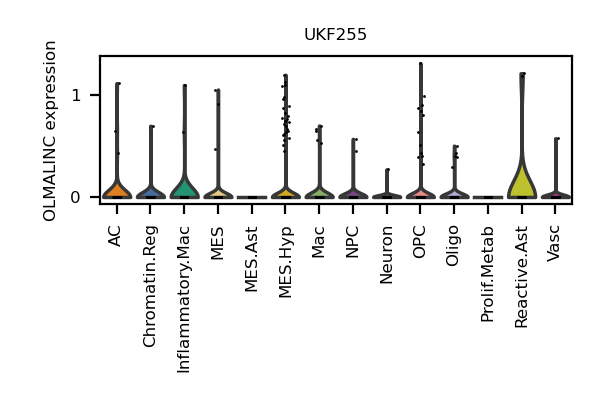 UKF255
OLMALINC expression
1
0
AC
Chromatin.Reg
Inflammatory.Mac
MES
MES.Ast
MES.Hyp
Mac
NPC
Neuron
OPC
Oligo
Prolif.Metab
Reactive.Ast
Vasc